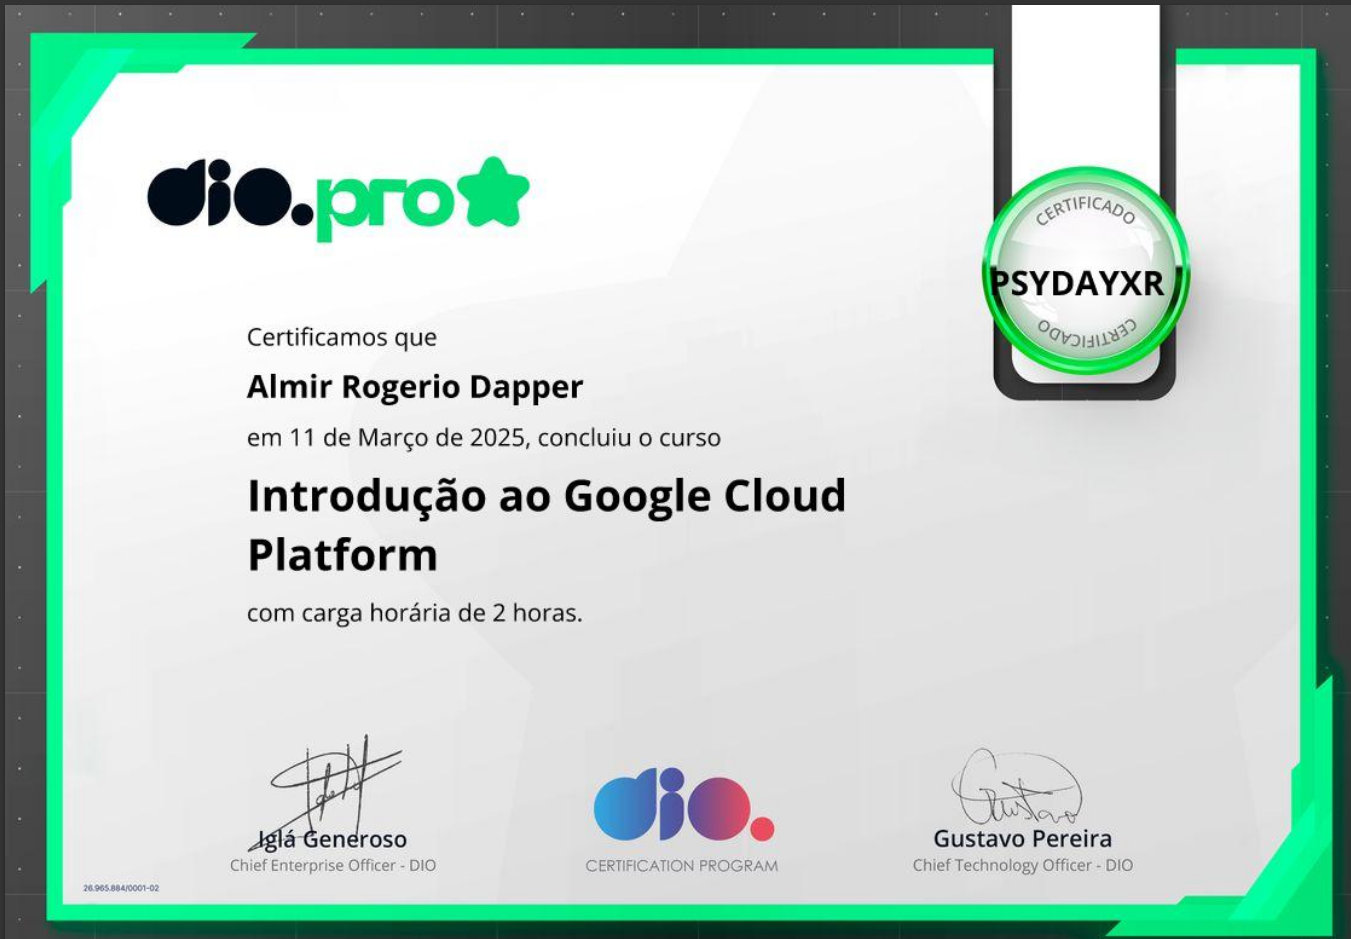 dio.pro
CERTIFICADO
PSYDAYXR
CERTIFICADO
Certificamos que
Almir Rogerio Dapper
em 11 de Março de 2025, concluiu o curso
Introdução ao Google Cloud
Platform
com carga horária de 2 horas.
Iglá Generoso
Chief Enterprise Officer - DIO
dio.
CERTIFICATION PROGRAM
Gustavo
Gustavo Pereira
Chief Technology Officer - DIO
26.965.884/0001-02